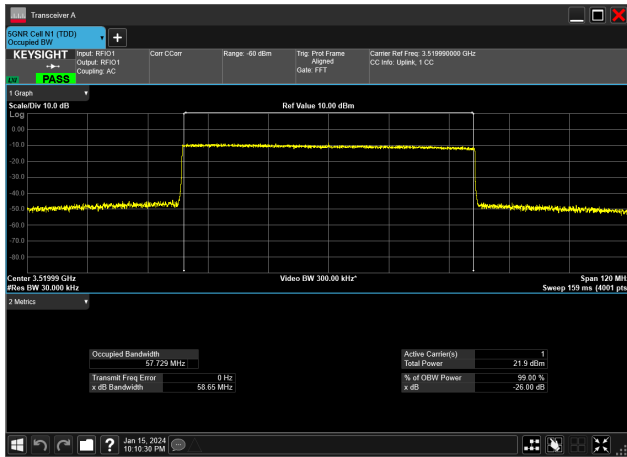 Transceiver A
5GNR Cell N1 (TDD)
Occupied BW
KEYSIGHT
Input: RFIO1
Output: RFIO1
Coupling: AC
Corr CCorr
Range: -60 dBm
Trig: Prot Frame
Aligned
Gate: FFT
Carrier Ref Freq: 3.519990000 GHz
CC Info: Uplink, 1 CC
PASS
1 Graph
Scale/Div 10.0 dB
Ref Value 10.00 dBm
Log
0.00
-10.0
-20.0
-30.0
-40.0
-50.0
-60.0
-70.0
-80.0
Center 3.51999 GHz
Video BW 300.00 kHz*
Span 120 MH
#Res BW 30.000 kHz
Sweep 159 ms (4001 pts
2 Metrics
Occupied Bandwidth
57.729 MHz
Transmit Freq Error 0 Hz
x dB Bandwidth 58.65 MHz
Active Carrier(s) 1
Total Power 21.9 dBm
% of OBW Power 99.00 %
x dB -26.00 dB
Jan 15, 2024
10:10:30 PM